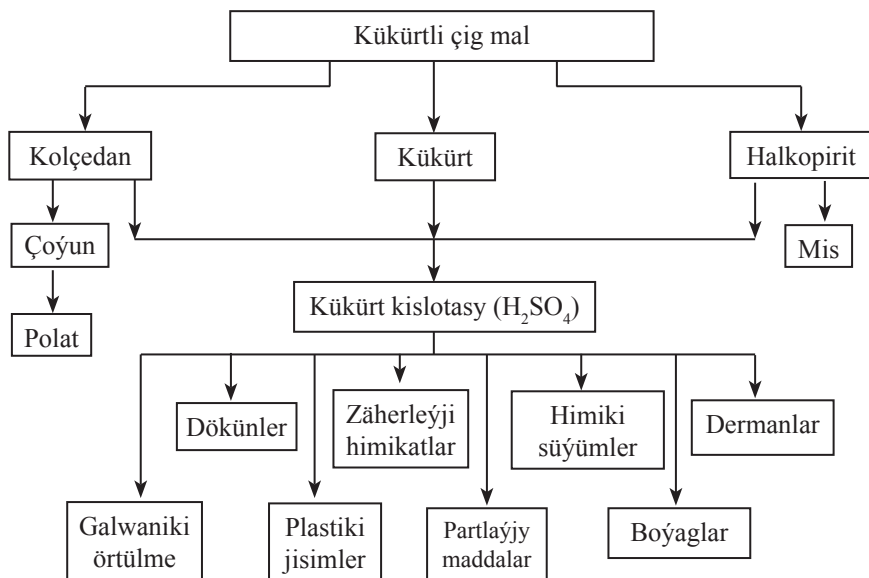 Kükürtli çig mal
Kolçedan
Kükürt
Halkopirit
Çoýun
Mis
Kükürt kislotasy (H₂SO₄)
Polat
Dökünler
Zäherleýji
himikatlar
Himiki
süýümler
Dermanlar
Galwaniki
örtülme
Plastiki
jisimler
Partlaýjy
maddalar
Boýaglar